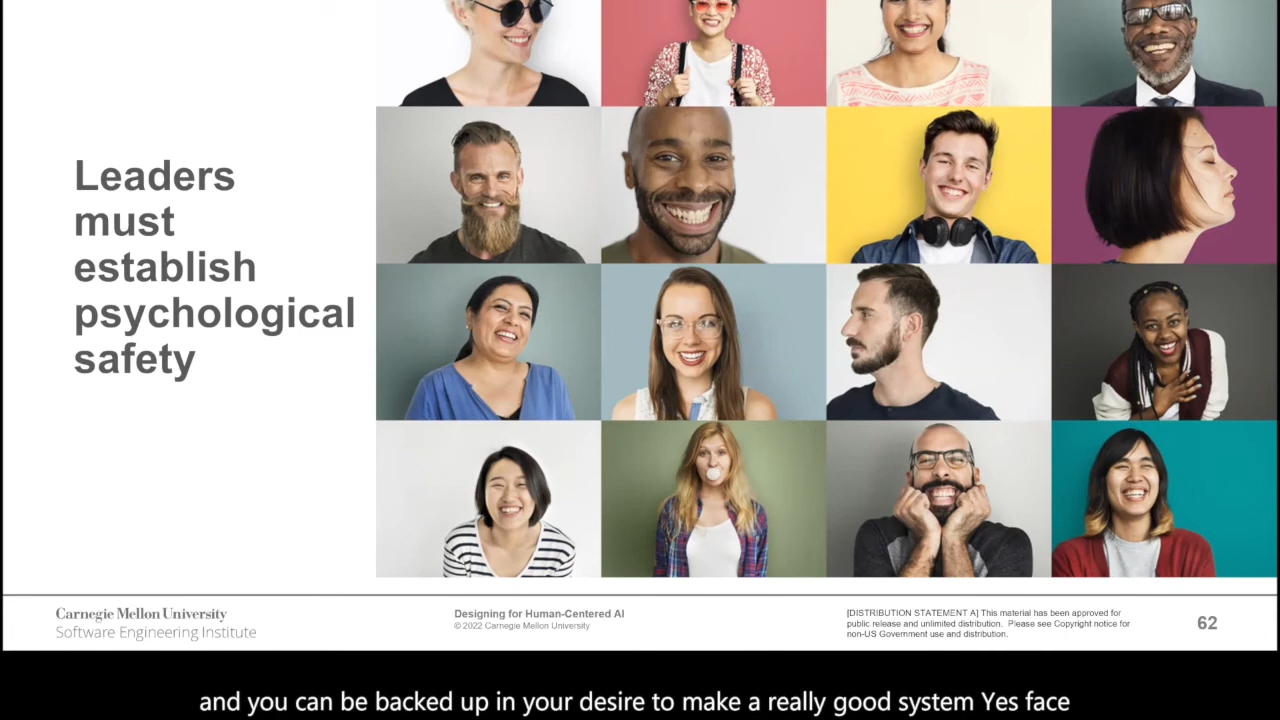 Leaders
must
establish
psychological
safety
Carnegie Mellon University
Software Engineering Institute
Designing for Human-Centered AI
© 2022 Carnegie Mellon University
[DISTRIBUTION STATEMENT A] This material has been approved for
public release and unlimited distribution.  Please see Copyright notice for
non-US Government use and distribution.
62
and you can be backed up in your desire to make a really good system Yes face